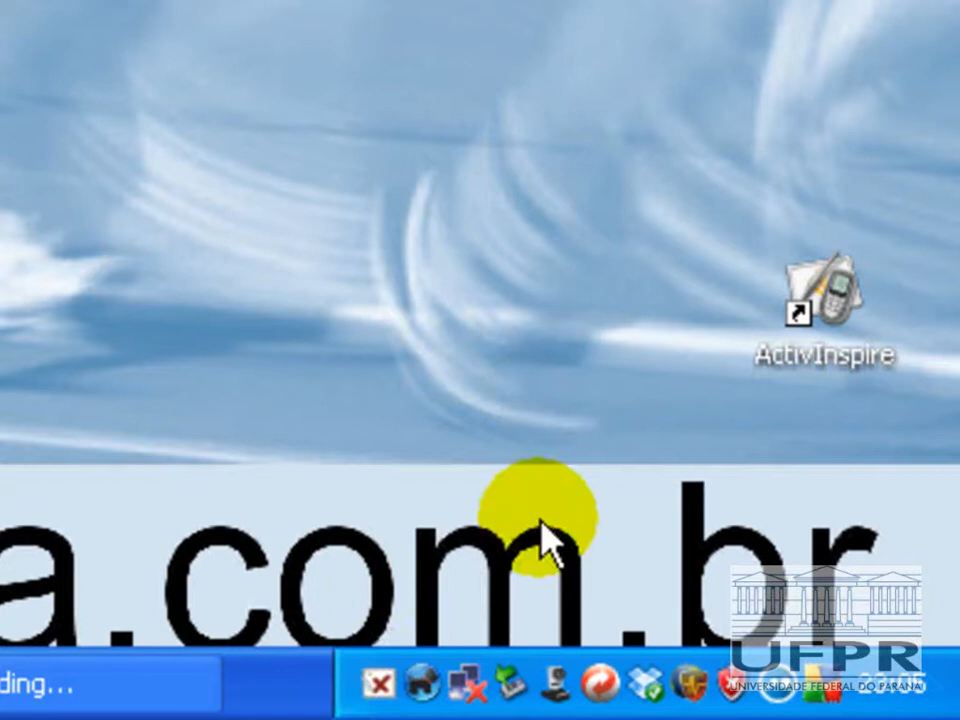 ActivInspire
a.com.br
UFPR
UNIVERSIDADE FEDERAL DO PARANÁ
ding...